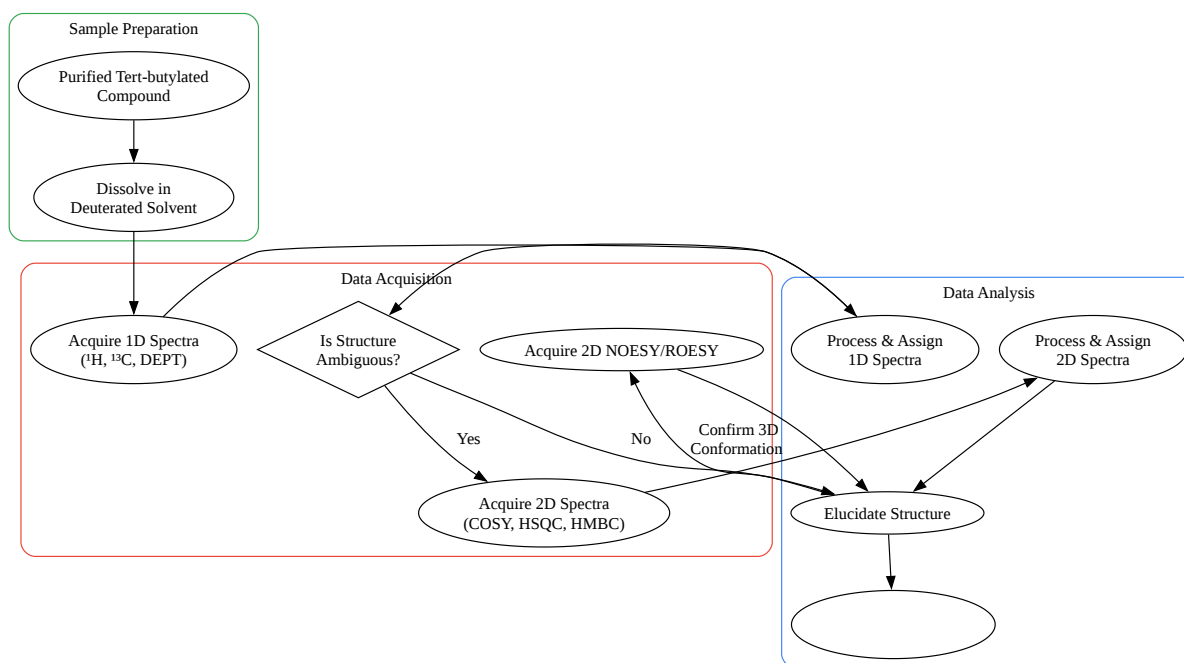 Sample Preparation
Purified Tert-butylated
Compound
Dissolve in
Deuterated Solvent
Data Acquisition
Acquire 1D Spectra
(¹H, ¹³C, DEPT)
Is Structure
Ambiguous?
Acquire 2D NOESY/ROESY
Yes
No
Confirm 3D
Conformation
Acquire 2D Spectra
(COSY, HSQC, HMBC)
Data Analysis
Process & Assign
1D Spectra
Process & Assign
2D Spectra
Elucidate Structure